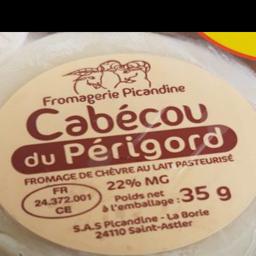 Fromagerie Picandine
Cabécou
du Périgord
FROMAGE DE CHÈVRE AU LAIT PASTEURISÉ
FR
24.372.001
CE
22% MG
Poids net
à l'emballage : 35 g
S.A.S Picandine - La Borie
24110 Saint-Astier